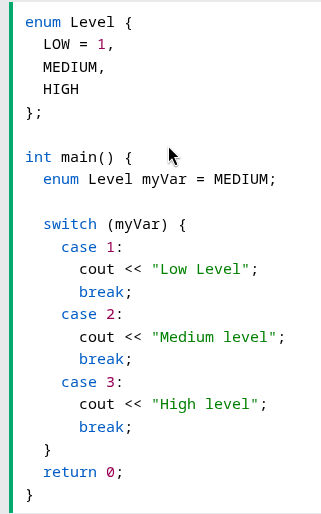 enum Level {
  LOW = 1,
  MEDIUM,
  HIGH
};

int main() {
  enum Level myVar = MEDIUM;

  switch (myVar) {
    case 1:
      cout << "Low Level";
      break;
    case 2:
      cout << "Medium level";
      break;
    case 3:
      cout << "High level";
      break;
  }
  return 0;
}